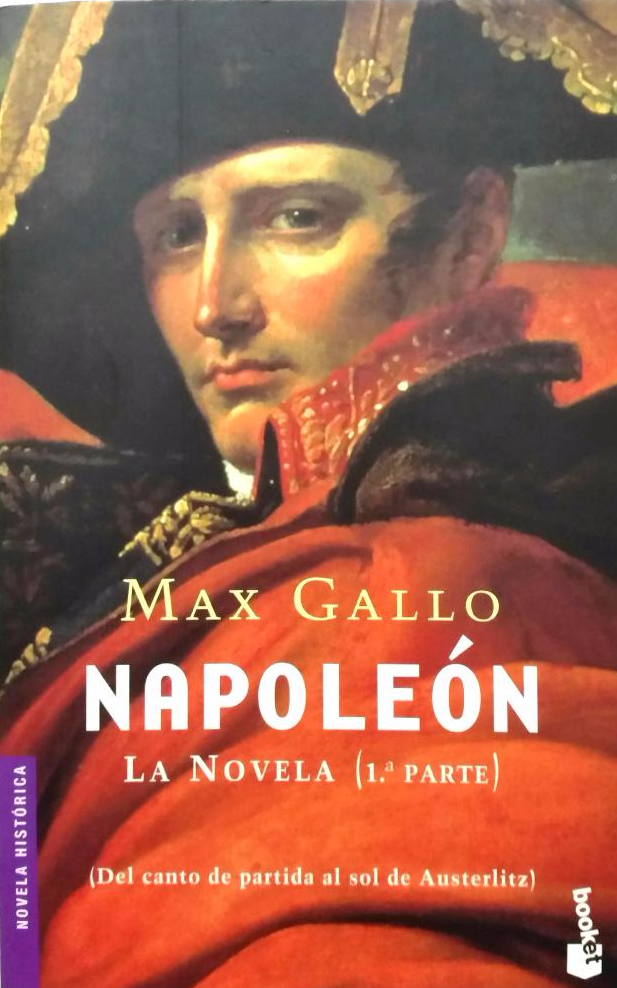 MAX GALLO
NAPOLEÓN
LA NOVELA (1.ª PARTE)
(Del canto de partida al sol de Austerlitz)
NOVELA HISTÓRICA
booket